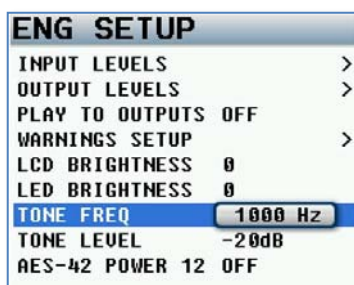 ENG SETUP
INPUT LEVELS >
OUTPUT LEVELS >
PLAY TO OUTPUTS OFF
WARNINGS SETUP >
LCD BRIGHTNESS 0
LED BRIGHTNESS 0
TONE FREQ 1000 Hz
TONE LEVEL -20dB
AES-42 POWER 12 OFF